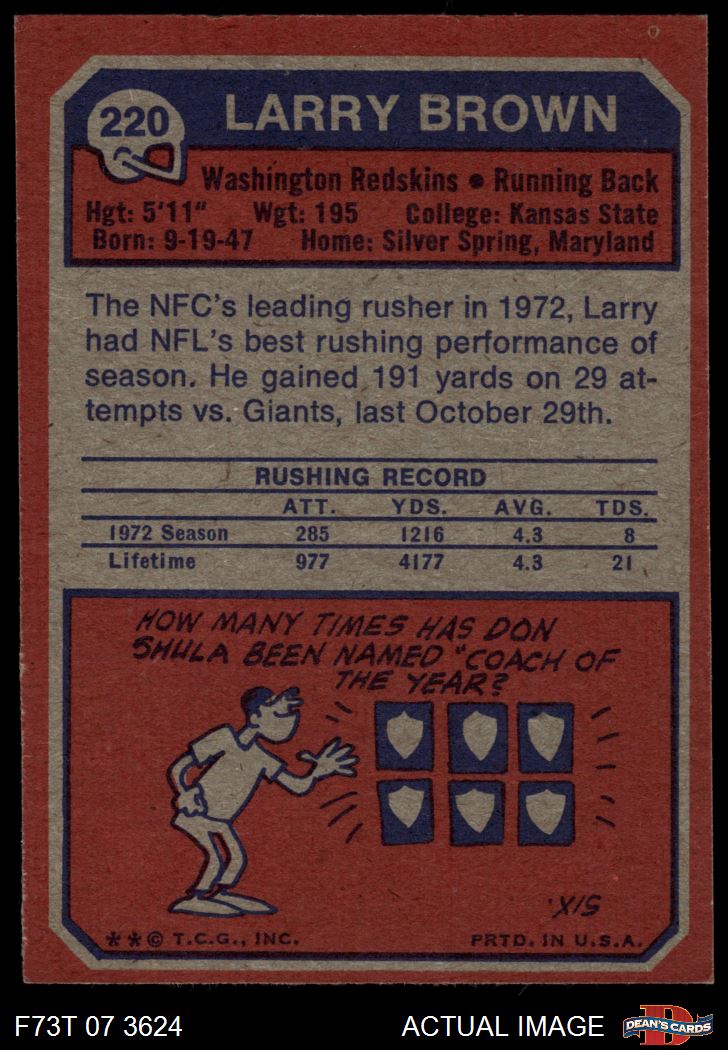 220
LARRY BROWN
Washington Redskins • Running Back
Hgt: 5'11" Wgt: 195 College: Kansas State
Born: 9-19-47 Home: Silver Spring, Maryland
The NFC's leading rusher in 1972, Larry
had NFL's best rushing performance of
season. He gained 191 yards on 29 at-
tempts vs. Giants, last October 29th.
RUSHING RECORD
ATT. YDS. AVG. TDS.
1972 Season 285 1216 4.3 8
Lifetime 977 4177 4.3 21
HOW MANY TIMES HAS DON
SHULA BEEN NAMED "COACH OF
THE YEAR?
SIX.
**© T.C.G., INC. PRTD. IN U.S.A.
F73T 07 3624 ACTUAL IMAGE
D
DEAN'S CARDS